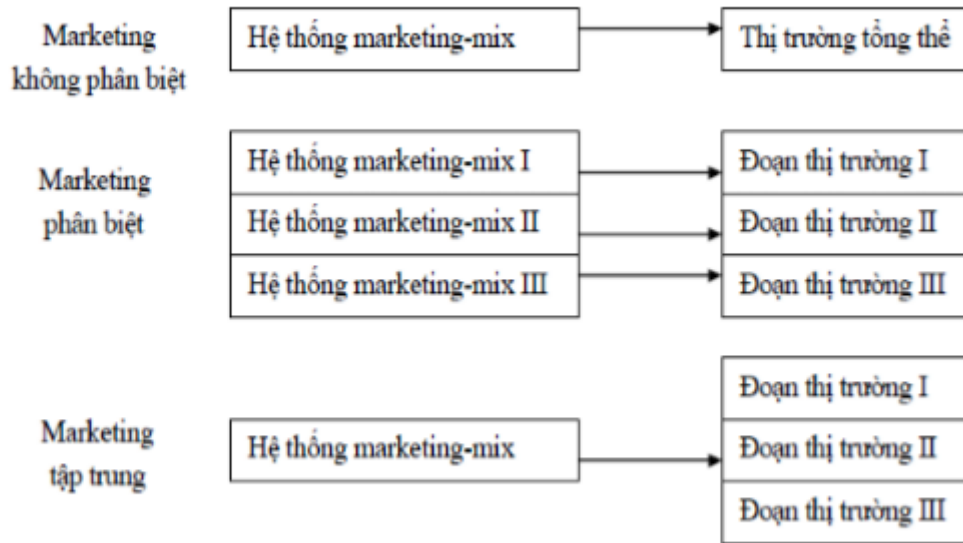 Marketing
không phân biệt
Hệ thống marketing-mix
Thị trường tổng thể
Marketing
phân biệt
Hệ thống marketing-mix I
Đoạn thị trường I
Hệ thống marketing-mix II
Đoạn thị trường II
Hệ thống marketing-mix III
Đoạn thị trường III
Marketing
tập trung
Hệ thống marketing-mix
Đoạn thị trường I
Đoạn thị trường II
Đoạn thị trường III